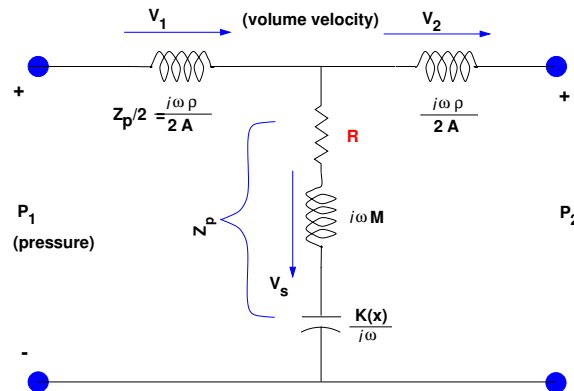 V1 (volume velocity) V2
+ +
Zp/2 = iωρ / 2 A
iωρ / 2 A
R
Zp
iωM
P1
(pressure)
P2
Vs
K(x) / iω
-